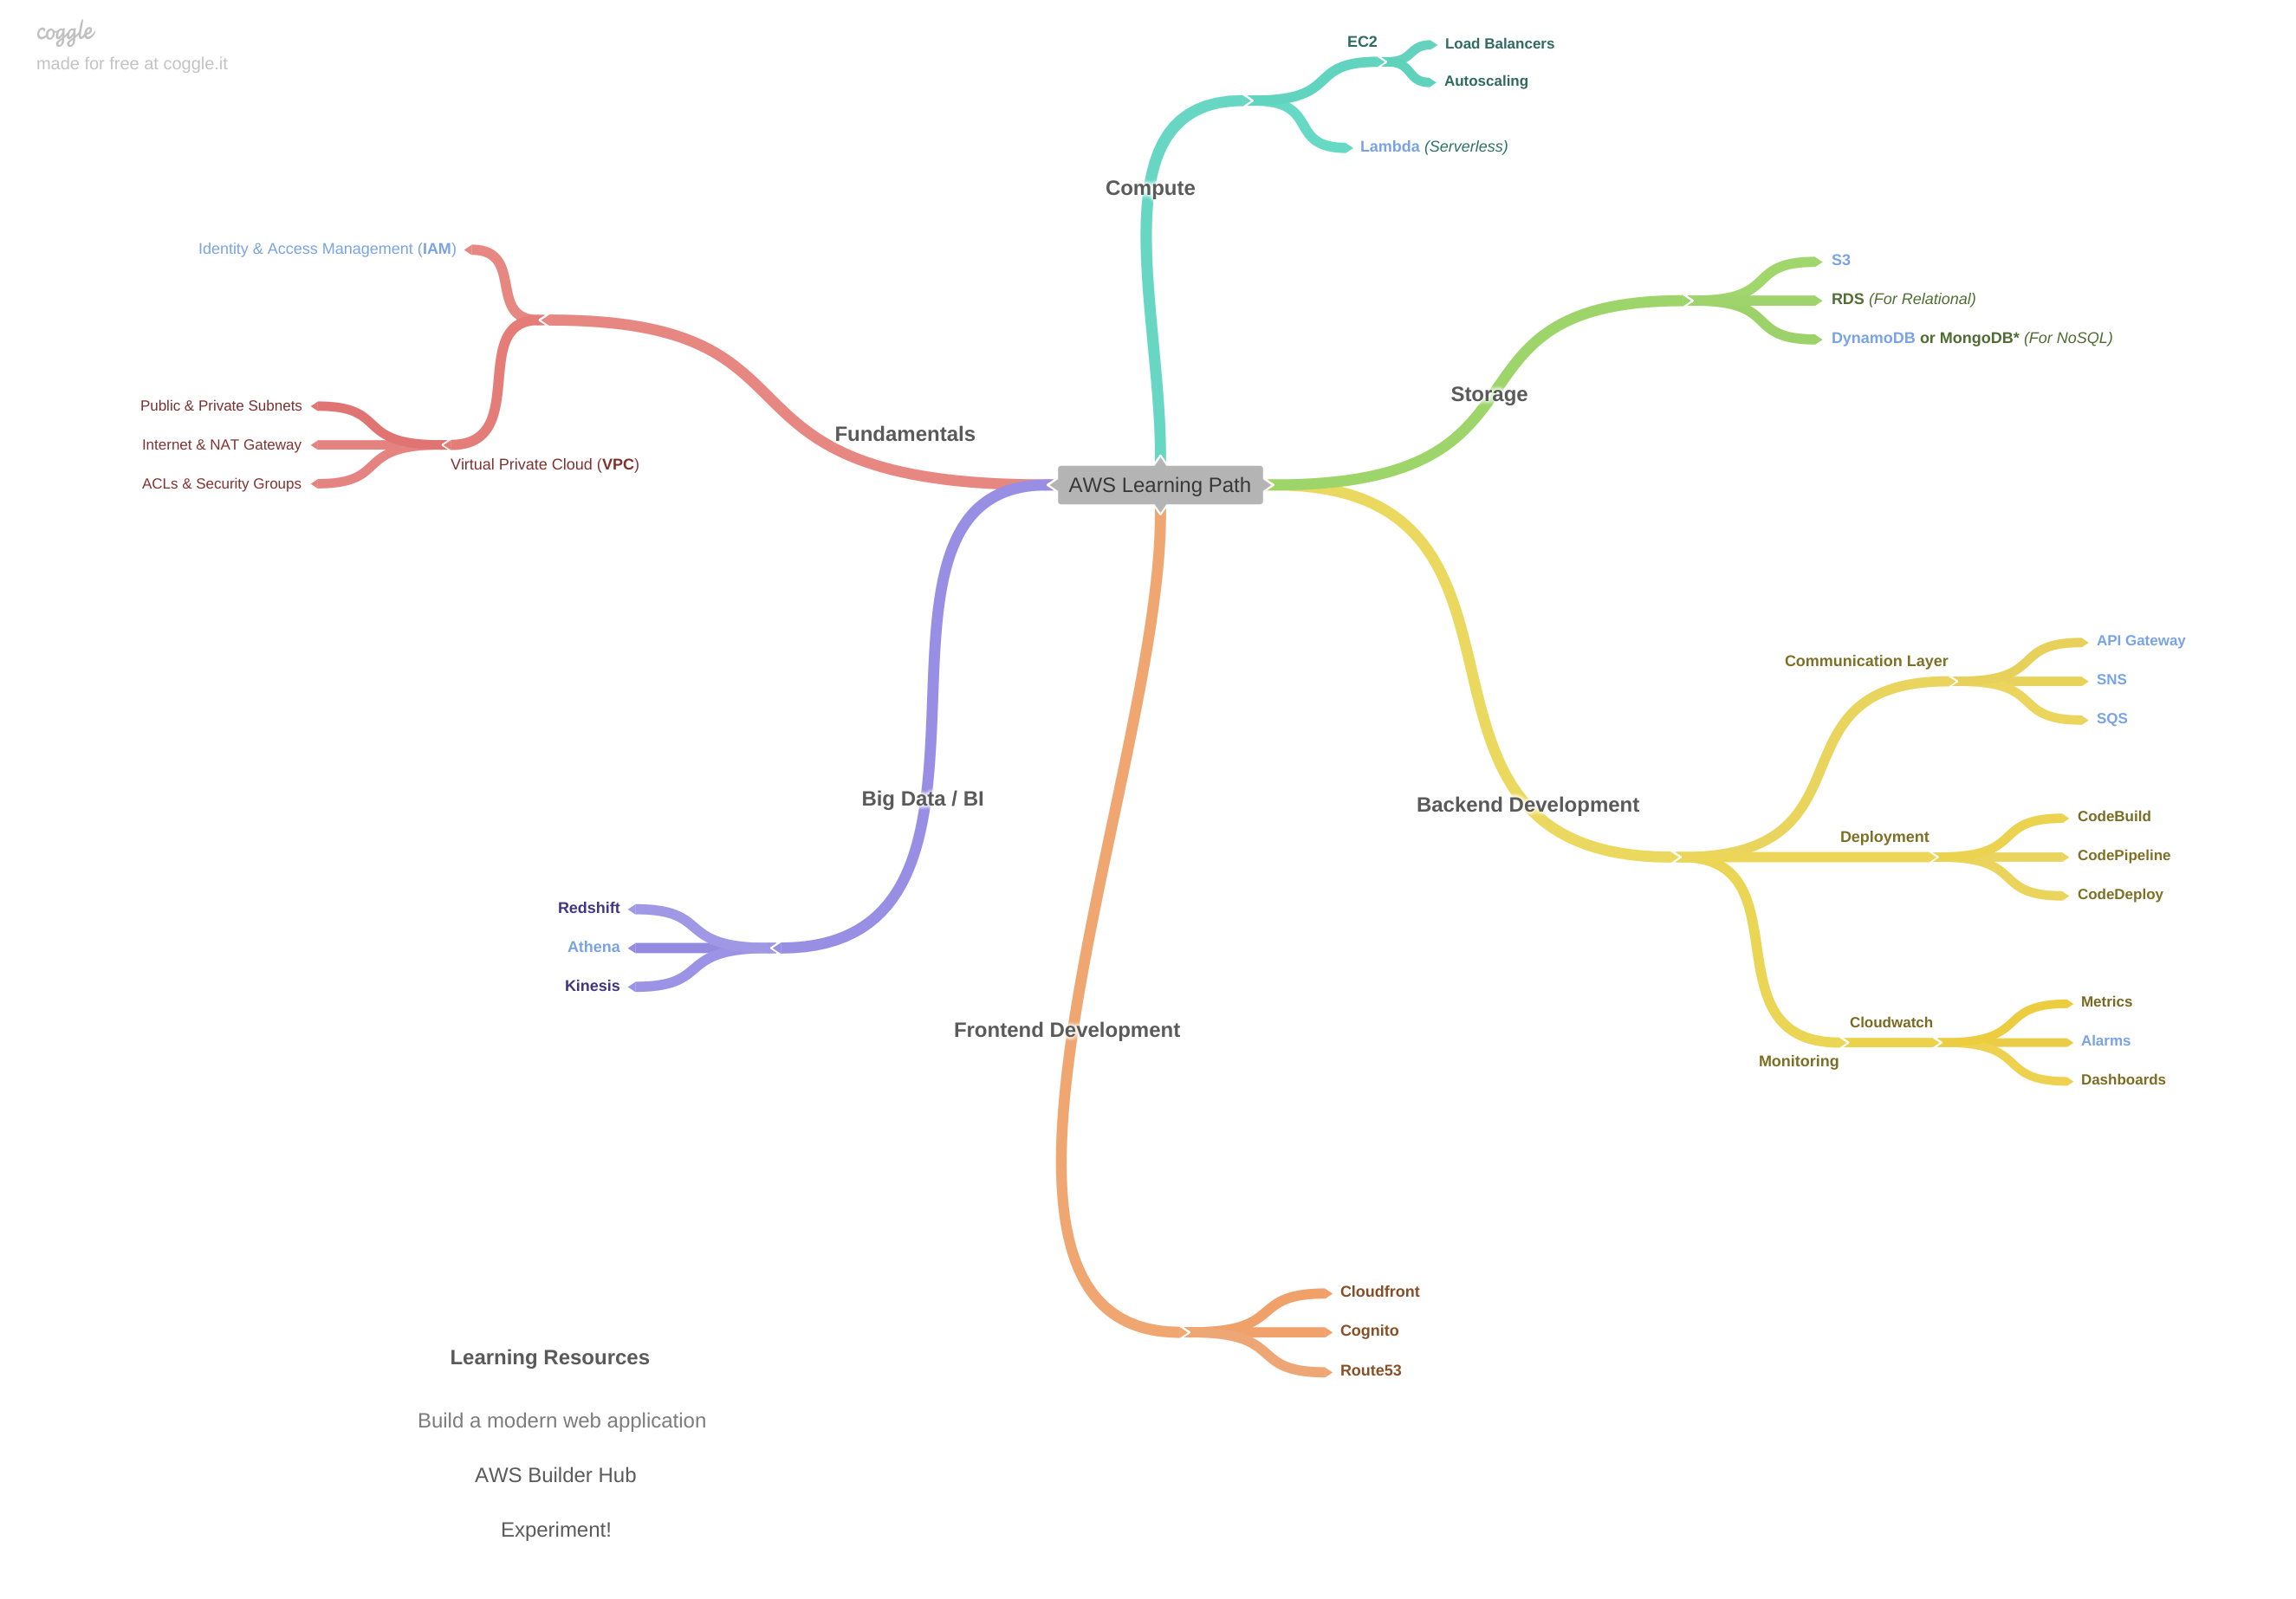 coggle
made for free at coggle.it
EC2
Load Balancers
Autoscaling
Lambda (Serverless)
Compute
Identity & Access Management (IAM)
Public & Private Subnets
Internet & NAT Gateway
ACLs & Security Groups
Virtual Private Cloud (VPC)
Fundamentals
AWS Learning Path
S3
RDS (For Relational)
DynamoDB or MongoDB* (For NoSQL)
Storage
Communication Layer
API Gateway
SNS
SQS
Backend Development
Deployment
CodeBuild
CodePipeline
CodeDeploy
Monitoring
Cloudwatch
Metrics
Alarms
Dashboards
Big Data / BI
Redshift
Athena
Kinesis
Frontend Development
Cloudfront
Cognito
Route53
Learning Resources
Build a modern web application
AWS Builder Hub
Experiment!